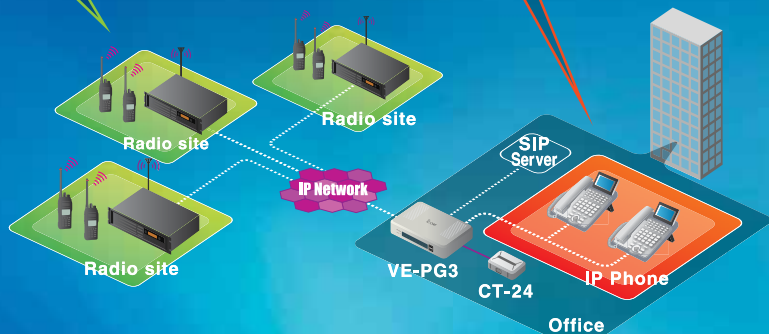 Radio site
Radio site
Radio site
IP Network
SIP
Server
VE-PG3
CT-24
IP Phone
Office